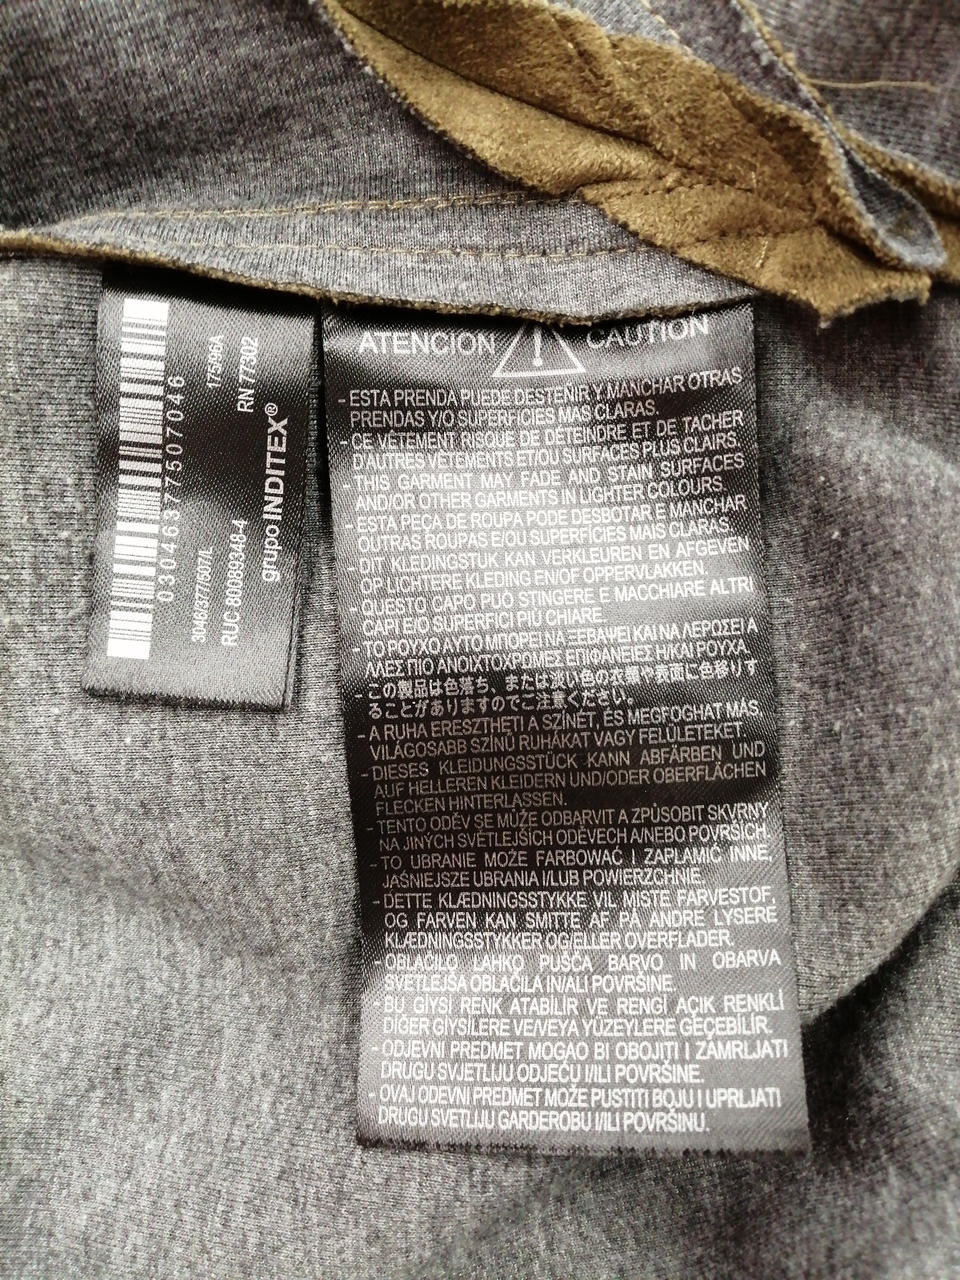 03046377507046
3046/377/507/L
17596A
RUC-80089348-4
RN 77302
grupo INDITEX®
ATENCION ! CAUTION
- ESTA PRENDA PUEDE DESTEÑIR Y MANCHAR OTRAS
PRENDAS Y/O SUPERFICIES MAS CLARAS.
- CE VÊTEMENT RISQUE DE DÉTEINDRE ET DE TACHER
D'AUTRES VÊTEMENTS ET/OU SURFACES PLUS CLAIRS.
THIS GARMENT MAY FADE AND STAIN SURFACES
AND/OR OTHER GARMENTS IN LIGHTER COLOURS.
- ESTA PEÇA DE ROUPA PODE DESBOTAR E MANCHAR
OUTRAS ROUPAS E/OU SUPERFÍCIES MAIS CLARAS.
- DIT KLEDINGSTUK KAN VERKLEUREN EN AFGEVEN
OP LICHTERE KLEDING EN/OF OPPERVLAKKEN.
- QUESTO CAPO PUÒ STINGERE E MACCHIARE ALTRI
CAPI E/O SUPERFICI PIÙ CHIARE.
- ΤΟ ΡΟΥΧΟ ΑΥΤΟ ΜΠΟΡΕΙ ΝΑ ΞΕΒΑΨΕΙ ΚΑΙ ΝΑ ΛΕΡΩΣΕΙ Α
ΛΛΕΣ ΠΙΟ ΑΝΟΙΧΤΟΧΡΩΜΕΣ ΕΠΙΦΑΝΕΙΕΣ Η/ΚΑΙ ΡΟΥΧΑ.
- この製品は色落ち、または淡い色の衣類や表面に色移りす
ることがありますのでご注意ください。
- A RUHA ERESZTHETI A SZÍNÉT, ÉS MEGFOGHAT MÁS
VILÁGOSABB SZÍNŰ RUHÁKAT VAGY FELÜLETEKET.
- DIESES KLEIDUNGSSTÜCK KANN ABFÄRBEN UND
AUF HELLEREN KLEIDERN UND/ODER OBERFLÄCHEN
FLECKEN HINTERLASSEN.
- TENTO ODĚV SE MŮŽE ODBARVIT A ZPŮSOBIT SKVRNY
NA JINÝCH SVĚTLEJŠÍCH ODĚVECH A/NEBO POVRŠÍCH.
- TO UBRANIE MOŻE FARBOWAĆ I ZAPLAMIĆ INNE,
JAŚNIEJSZE UBRANIA I/LUB POWIERZCHNIE.
- DETTE KLÆDNINGSSTYKKE VIL MISTE FARVESTOF,
OG FARVEN KAN SMITTE AF PÅ ANDRE LYSERE
KLÆDNINGSSTYKKER OG/ELLER OVERFLADER.
- OBLAČILO LAHKO PUŠČA BARVO IN OBARVA
SVETLEJŠA OBLAČILA IN/ALI POVRŠINE.
- BU GİYSİ RENK ATABİLİR VE RENGİ AÇIK RENKLİ
DİĞER GİYSİLERE VE/VEYA YÜZEYLERE GEÇEBİLİR.
- ODJEVNI PREDMET MOGAO BI OBOJITI I ZAMRLJATI
DRUGU SVJETLIJU ODJEĆU I/ILI POVRŠINE.
- OVAJ ODEVNI PREDMET MOŽE PUSTITI BOJU I UPRLJATI
DRUGU SVETLIJU GARDEROBU I/ILI POVRŠINU.